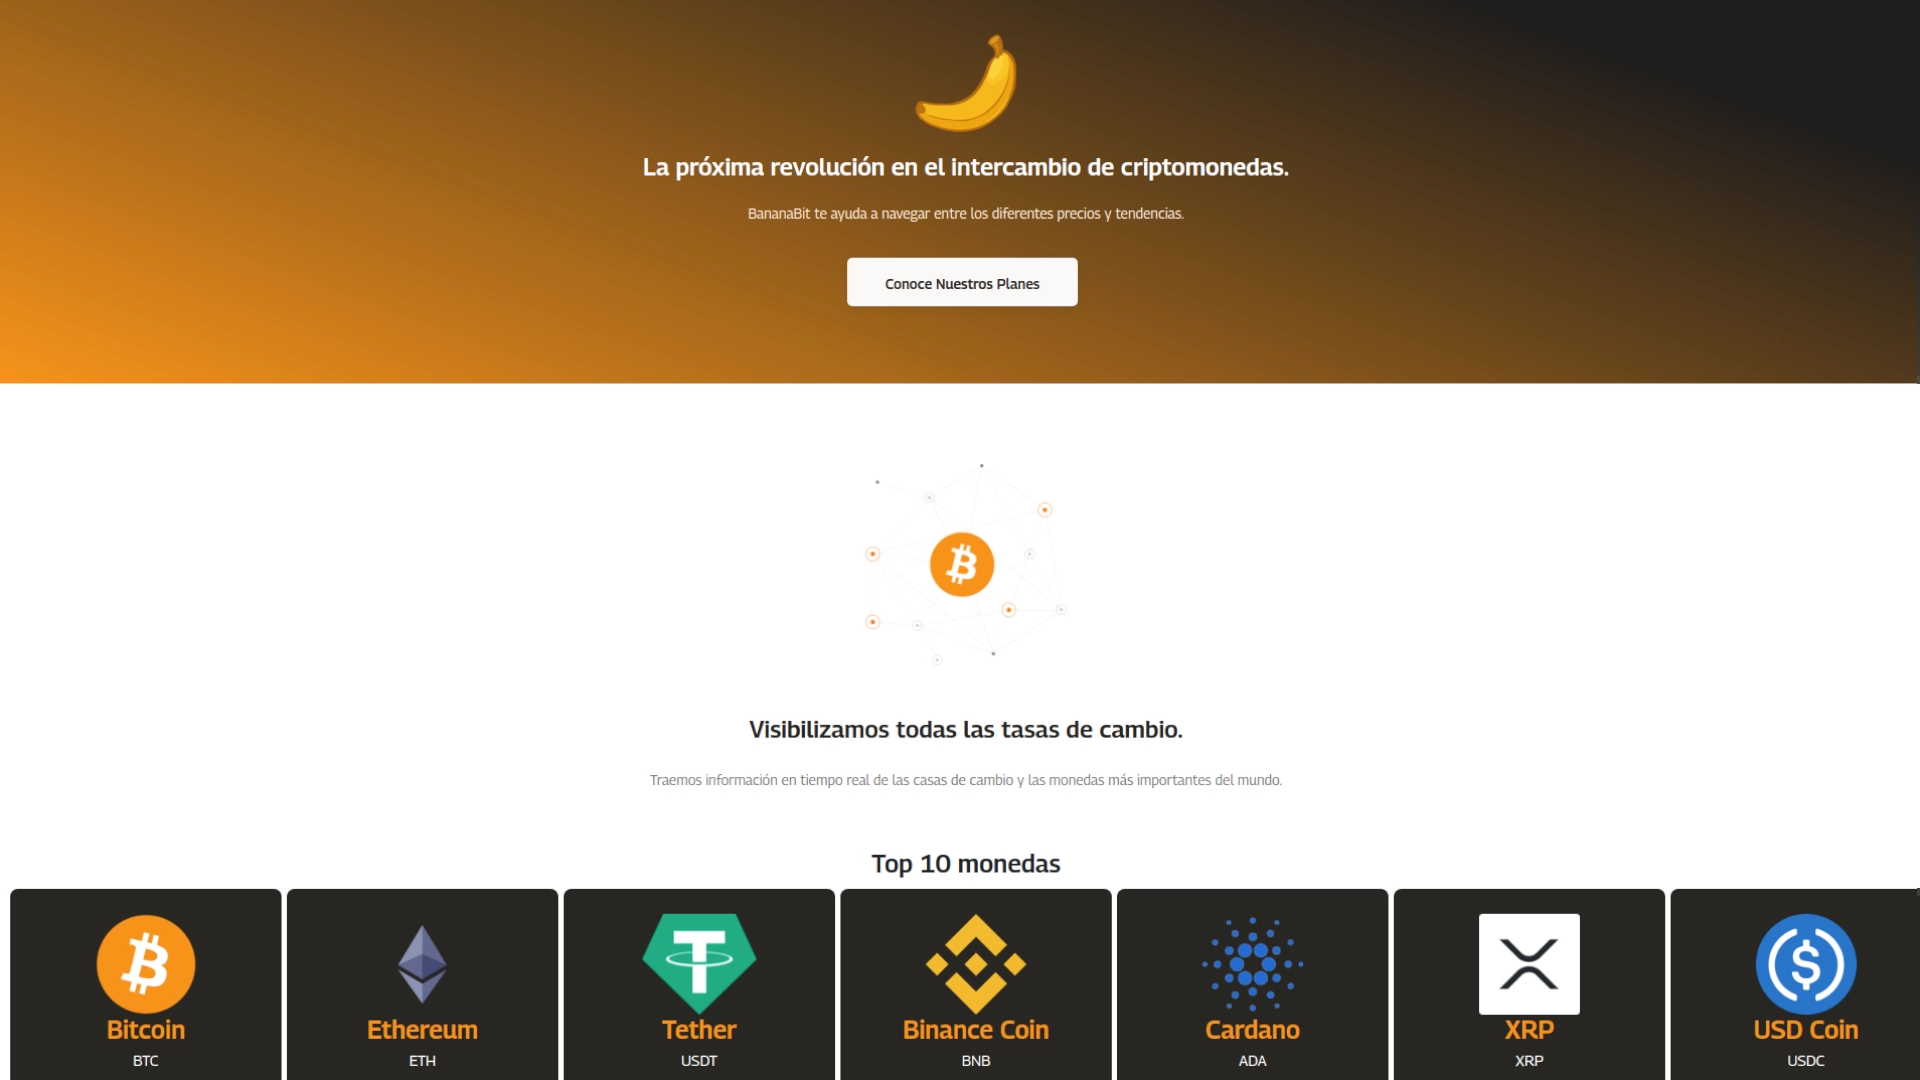 La próxima revolución en el intercambio de criptomonedas.
BananaBit te ayuda a navegar entre los diferentes precios y tendencias.
Conoce Nuestros Planes
Visibilizamos todas las tasas de cambio.
Traemos información en tiempo real de las casas de cambio y las monedas más importantes del mundo.
Top 10 monedas
Bitcoin
BTC
Ethereum
ETH
Tether
USDT
Binance Coin
BNB
Cardano
ADA
XRP
XRP
USD Coin
USDC